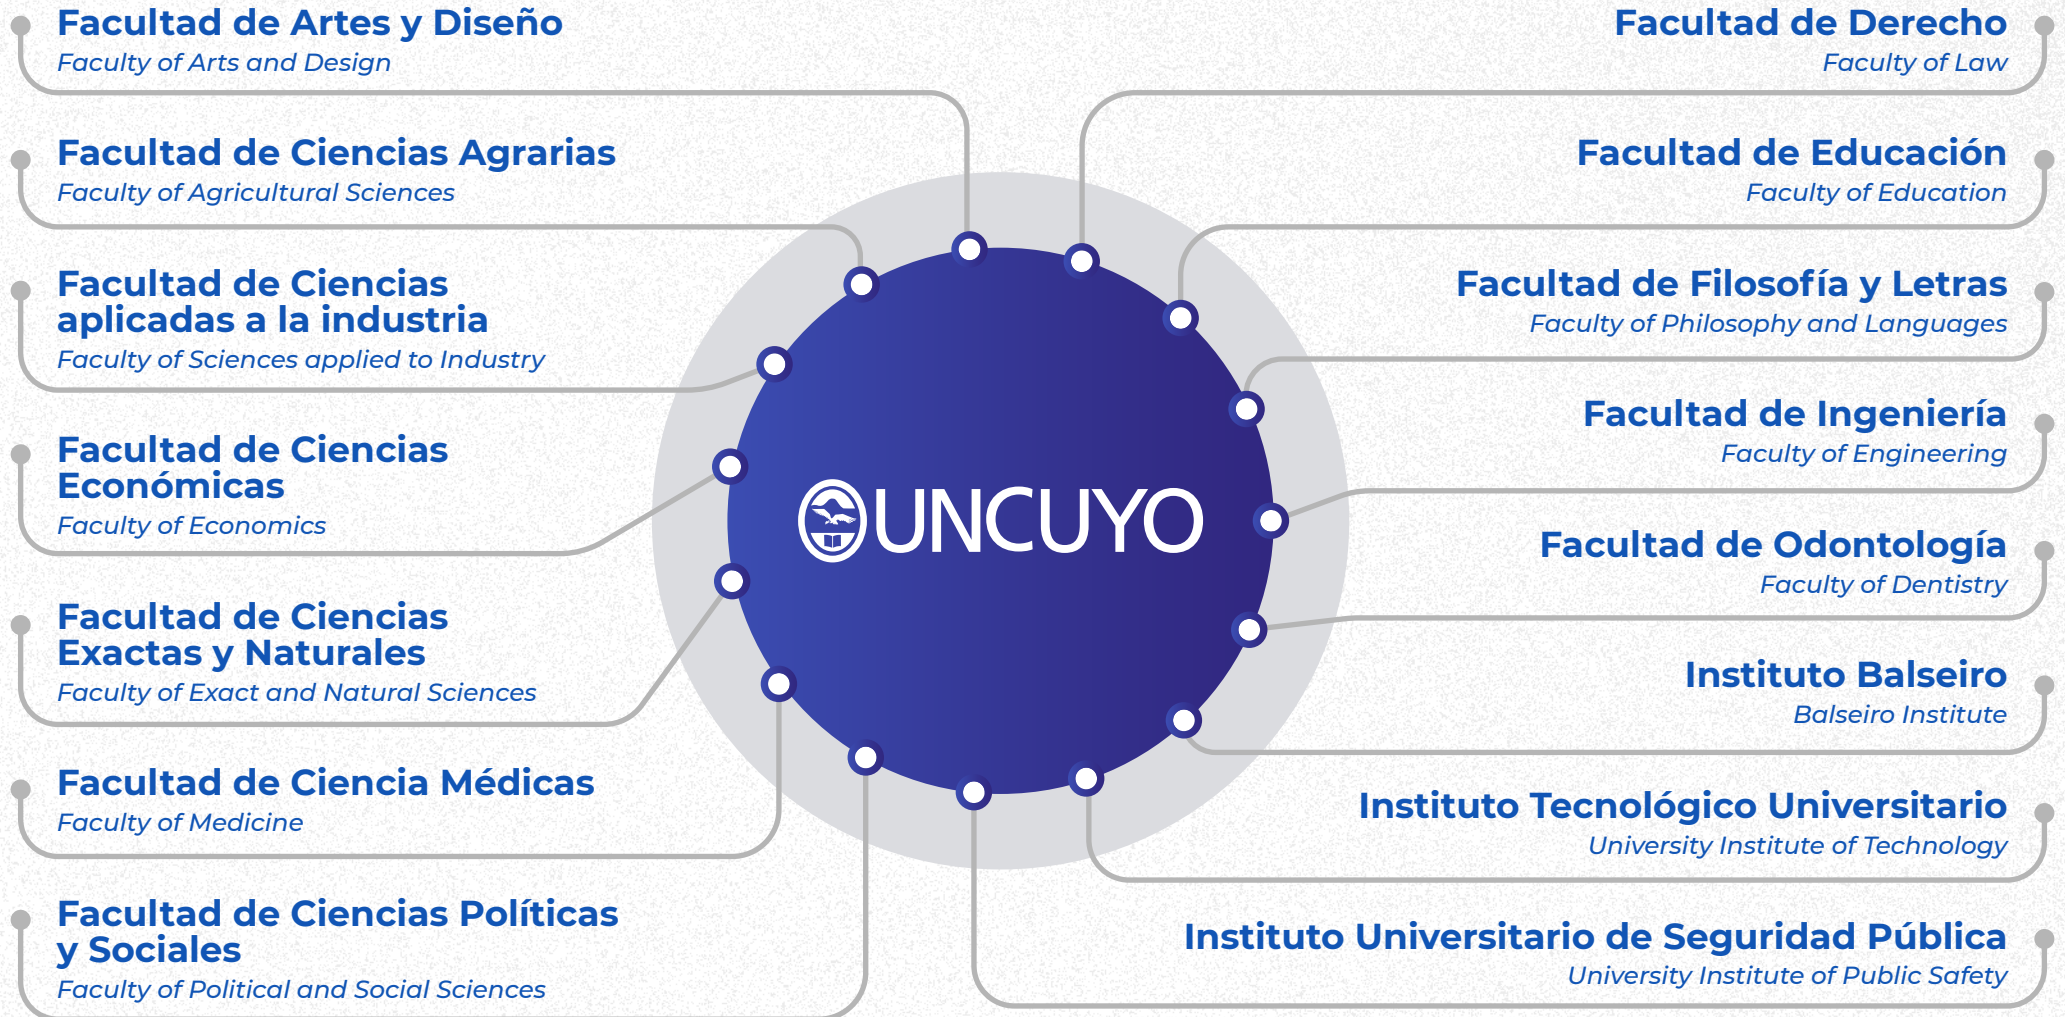 Facultad de Artes y Diseño
Faculty of Arts and Design
Facultad de Ciencias Agrarias
Faculty of Agricultural Sciences
Facultad de Ciencias
aplicadas a la industria
Faculty of Sciences applied to Industry
Facultad de Ciencias
Económicas
Faculty of Economics
Facultad de Ciencias
Exactas y Naturales
Faculty of Exact and Natural Sciences
Facultad de Ciencia Médicas
Faculty of Medicine
Facultad de Ciencias Políticas
y Sociales
Faculty of Political and Social Sciences
UNCUYO
Facultad de Derecho
Faculty of Law
Facultad de Educación
Faculty of Education
Facultad de Filosofía y Letras
Faculty of Philosophy and Languages
Facultad de Ingeniería
Faculty of Engineering
Facultad de Odontología
Faculty of Dentistry
Instituto Balseiro
Balseiro Institute
Instituto Tecnológico Universitario
University Institute of Technology
Instituto Universitario de Seguridad Pública
University Institute of Public Safety